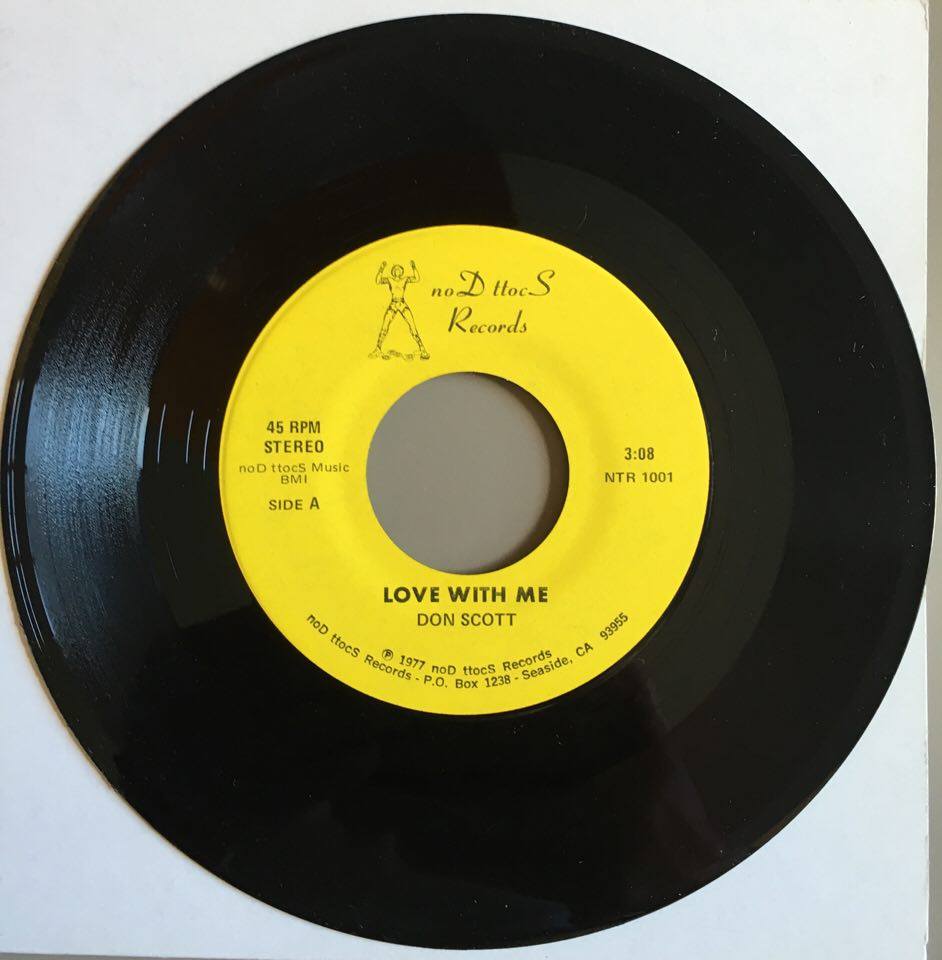 noD ttocS
Records
45 RPM
STEREO
noD ttocS Music
BMI
SIDE A
3:08
NTR 1001
LOVE WITH ME
DON SCOTT
℗ 1977 noD ttocS Records
noD ttocS Records - P.O. Box 1238 - Seaside, CA 93955